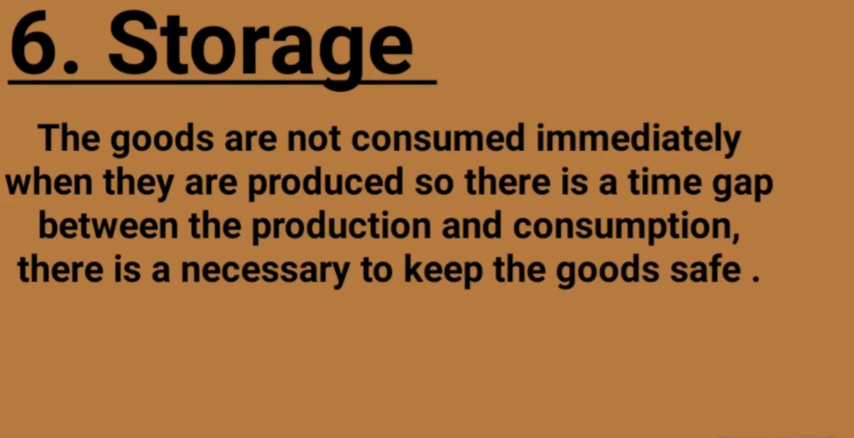 6. Storage
The goods are not consumed immediately
when they are produced so there is a time gap
between the production and consumption,
there is a necessary to keep the goods safe .